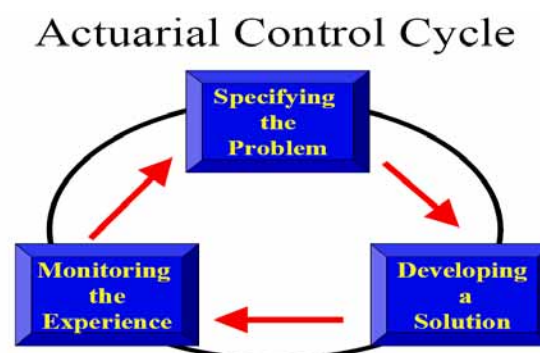 Actuarial Control Cycle
Specifying
the
Problem
Developing
a
Solution
Monitoring
the
Experience